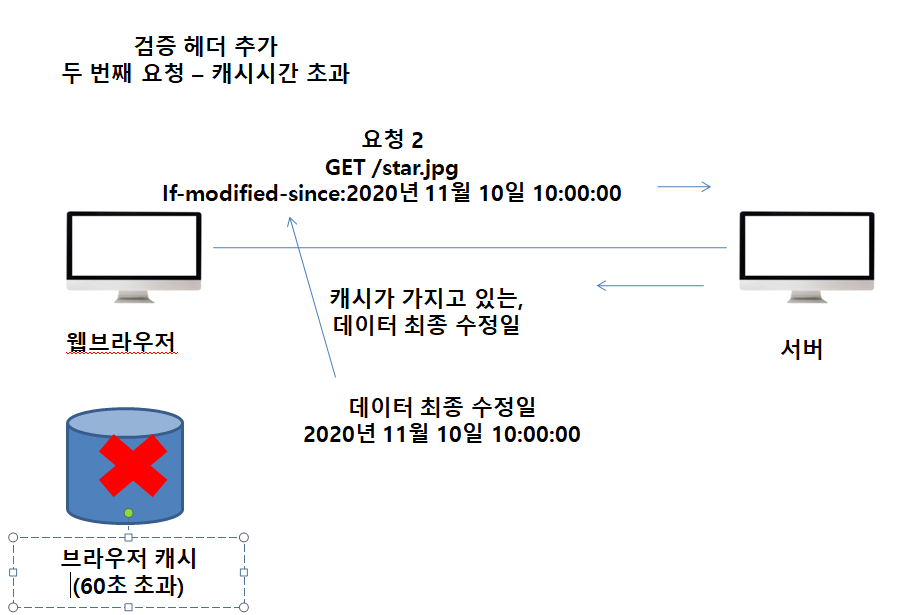 검증 헤더 추가
두 번째 요청 – 캐시시간 초과
요청 2
GET /star.jpg
If-modified-since:2020년 11월 10일 10:00:00
캐시가 가지고 있는,
데이터 최종 수정일
웹브라우저
서버
데이터 최종 수정일
2020년 11월 10일 10:00:00
브라우저 캐시
(60초 초과)